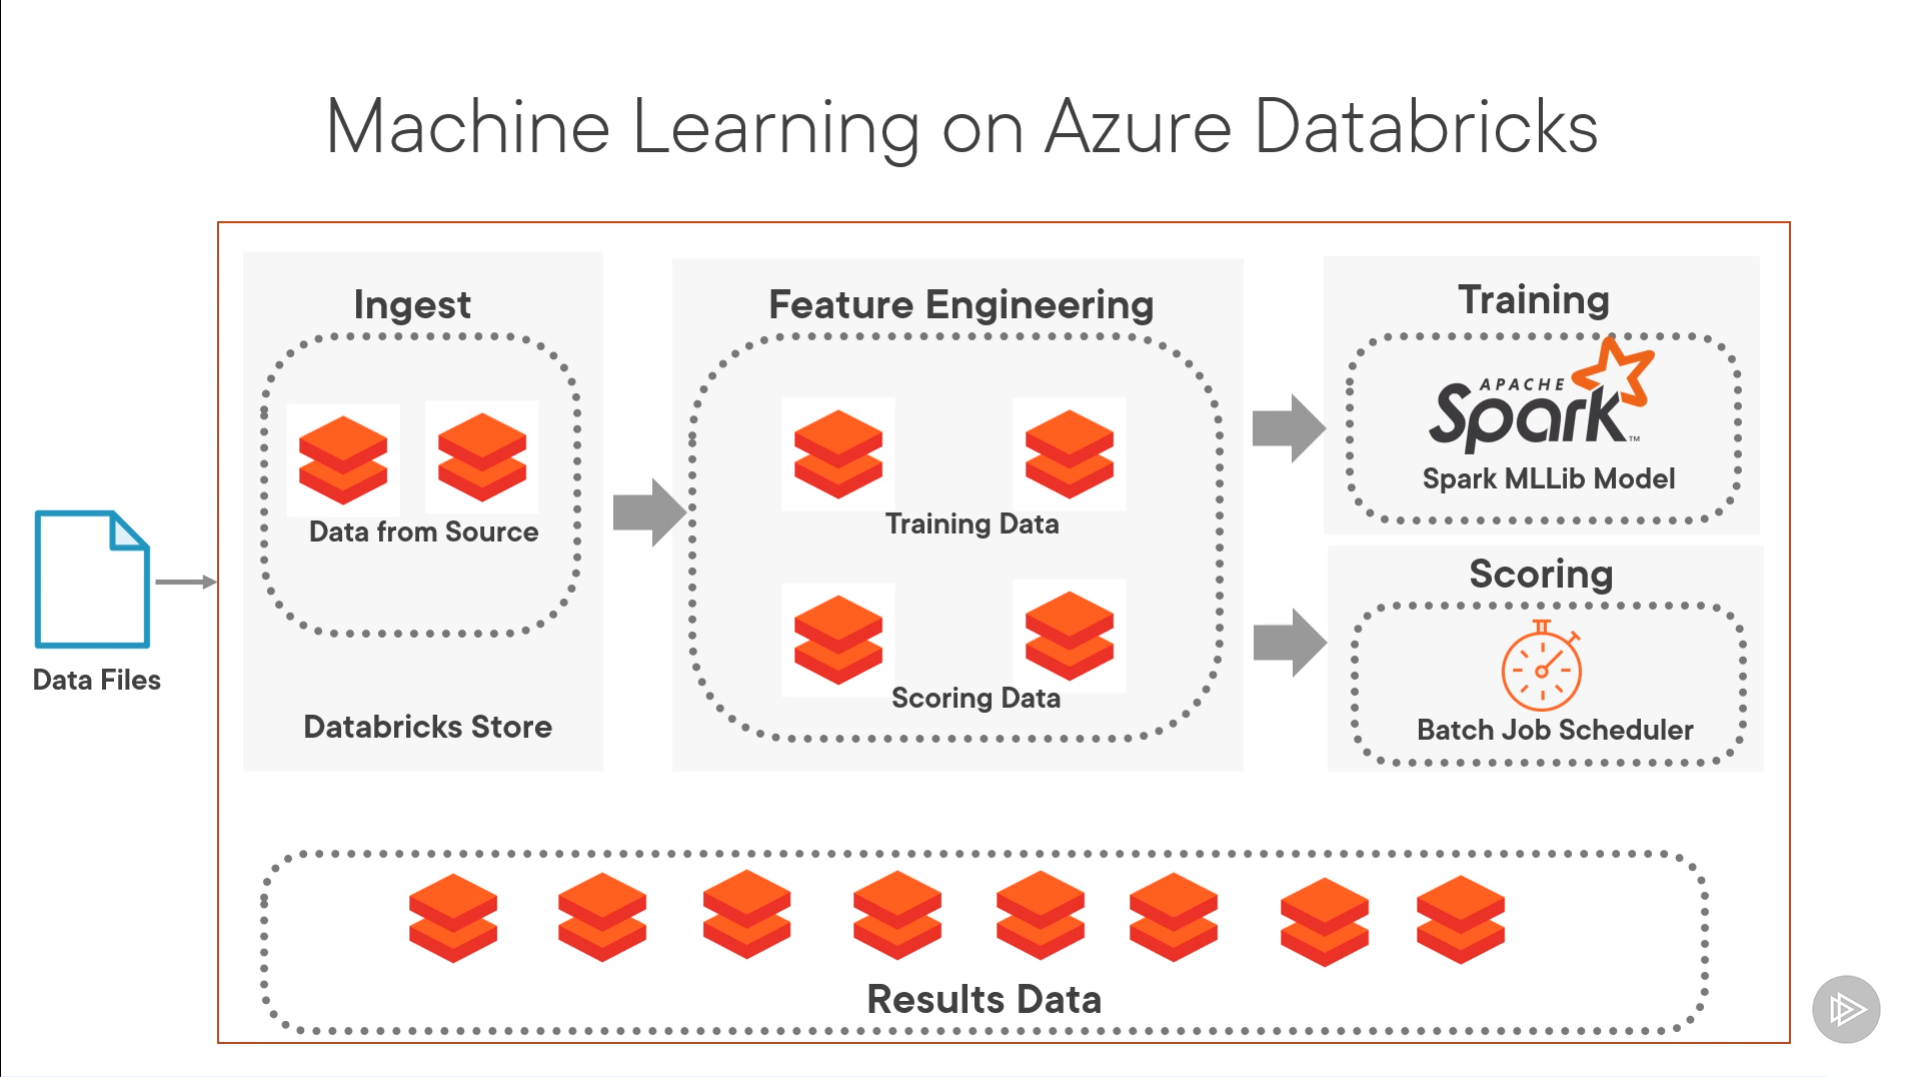 Machine Learning on Azure Databricks
Ingest
Data from Source
Databricks Store
Data Files
Feature Engineering
Training Data
Scoring Data
Training
APACHE
Spark™
Spark MLLib Model
Scoring
Batch Job Scheduler
Results Data